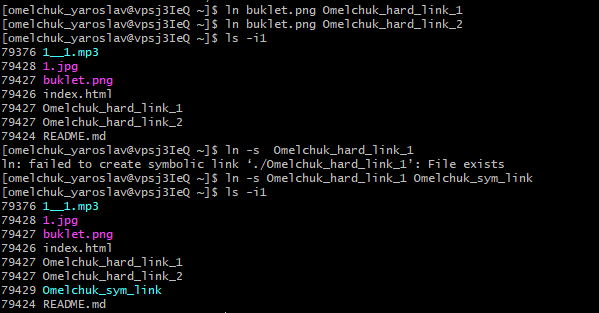 [omelchuk_yaroslav@vpsj3IeQ ~]$ ln buklet.png Omelchuk_hard_link_1
[omelchuk_yaroslav@vpsj3IeQ ~]$ ln buklet.png Omelchuk_hard_link_2
[omelchuk_yaroslav@vpsj3IeQ ~]$ ls -i1
79376 1__1.mp3
79428 1.jpg
79427 buklet.png
79426 index.html
79427 Omelchuk_hard_link_1
79427 Omelchuk_hard_link_2
79424 README.md
[omelchuk_yaroslav@vpsj3IeQ ~]$ ln -s  Omelchuk_hard_link_1
ln: failed to create symbolic link ‘./Omelchuk_hard_link_1’: File exists
[omelchuk_yaroslav@vpsj3IeQ ~]$ ln -s Omelchuk_hard_link_1 Omelchuk_sym_link
[omelchuk_yaroslav@vpsj3IeQ ~]$ ls -i1
79376 1__1.mp3
79428 1.jpg
79427 buklet.png
79426 index.html
79427 Omelchuk_hard_link_1
79427 Omelchuk_hard_link_2
79429 Omelchuk_sym_link
79424 README.md